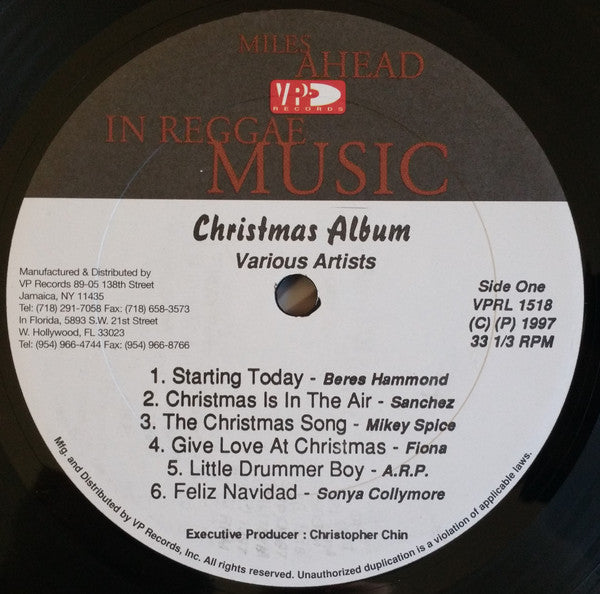 MILES
AHEAD
VP
RECORDS
IN REGGAE
MUSIC
Christmas Album
Various Artists
Manufactured & Distributed by
VP Records 89-05 138th Street
Jamaica, NY 11435
Tel: (718) 291-7058 Fax: (718) 658-3573
In Florida, 5893 S.W. 21st Street
W. Hollywood, FL 33023
Tel: (954) 966-4744 Fax: (954) 966-8766
Side One
VPRL 1518
(C) (P) 1997
33 1/3 RPM
1. Starting Today - Beres Hammond
2. Christmas Is In The Air - Sanchez
3. The Christmas Song - Mikey Spice
4. Give Love At Christmas - Fiona
5. Little Drummer Boy - A.R.P.
6. Feliz Navidad - Sonya Collymore
Executive Producer : Christopher Chin
Mfg. and Distributed by VP Records, Inc. All rights reserved. Unauthorized duplication is a violation of applicable laws.